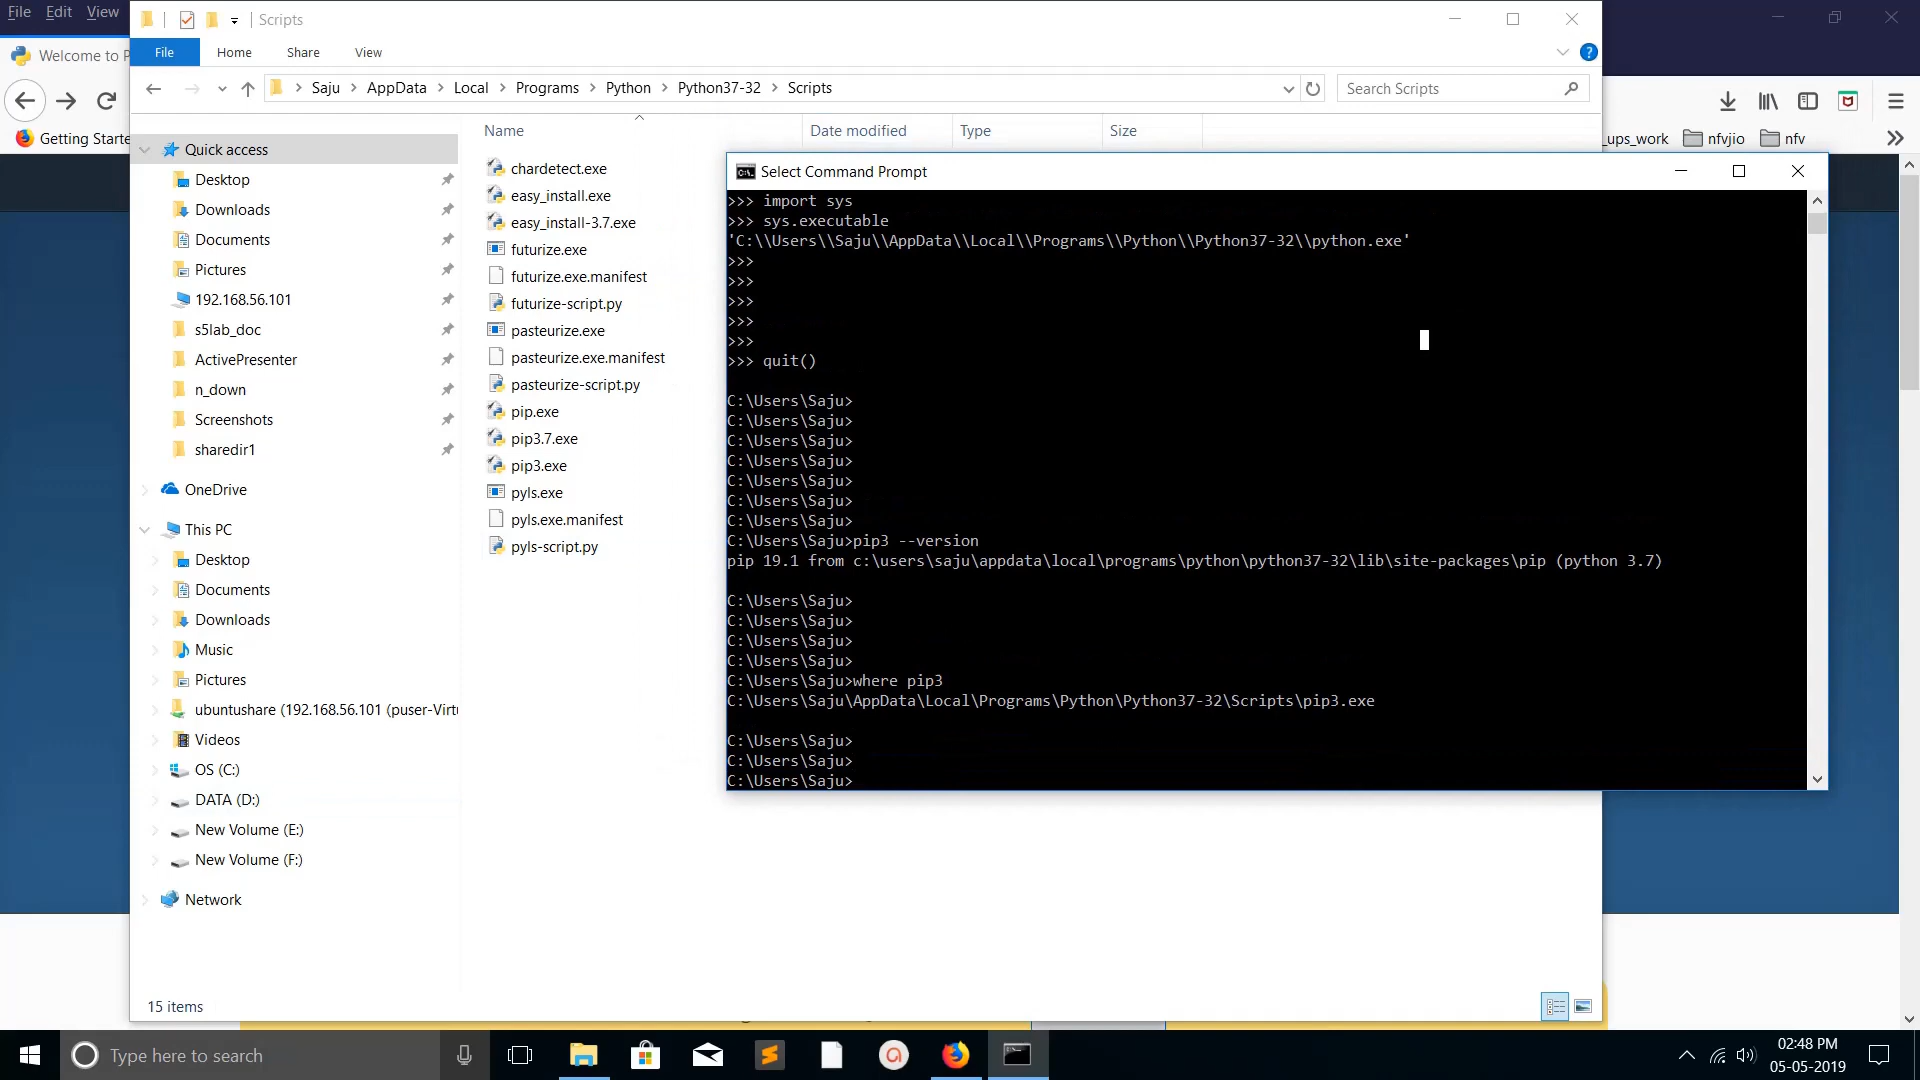 File Edit View
Scripts
Welcome to P
File Home Share View
Saju > AppData > Local > Programs > Python > Python37-32 > Scripts
Search Scripts
Getting Starte
_ups_work nfvjio nfv
Name Date modified Type Size
Quick access
Desktop
Downloads
Documents
Pictures
192.168.56.101
s5lab_doc
ActivePresenter
n_down
Screenshots
sharedir1
OneDrive
This PC
Desktop
Documents
Downloads
Music
Pictures
ubuntushare (192.168.56.101 (puser-Virtu
Videos
OS (C:)
DATA (D:)
New Volume (E:)
New Volume (F:)
Network
chardetect.exe
easy_install.exe
easy_install-3.7.exe
futurize.exe
futurize.exe.manifest
futurize-script.py
pasteurize.exe
pasteurize.exe.manifest
pasteurize-script.py
pip.exe
pip3.7.exe
pip3.exe
pyls.exe
pyls.exe.manifest
pyls-script.py
15 items
Select Command Prompt
>>> import sys
>>> sys.executable
'C:\\Users\\Saju\\AppData\\Local\\Programs\\Python\\Python37-32\\python.exe'
>>>
>>>
>>>
>>>
>>>
>>> quit()
C:\Users\Saju>
C:\Users\Saju>
C:\Users\Saju>
C:\Users\Saju>
C:\Users\Saju>
C:\Users\Saju>
C:\Users\Saju>
C:\Users\Saju>pip3 --version
pip 19.1 from c:\users\saju\appdata\local\programs\python\python37-32\lib\site-packages\pip (python 3.7)
C:\Users\Saju>
C:\Users\Saju>
C:\Users\Saju>
C:\Users\Saju>
C:\Users\Saju>where pip3
C:\Users\Saju\AppData\Local\Programs\Python\Python37-32\Scripts\pip3.exe
C:\Users\Saju>
C:\Users\Saju>
C:\Users\Saju>
Type here to search
02:48 PM
05-05-2019